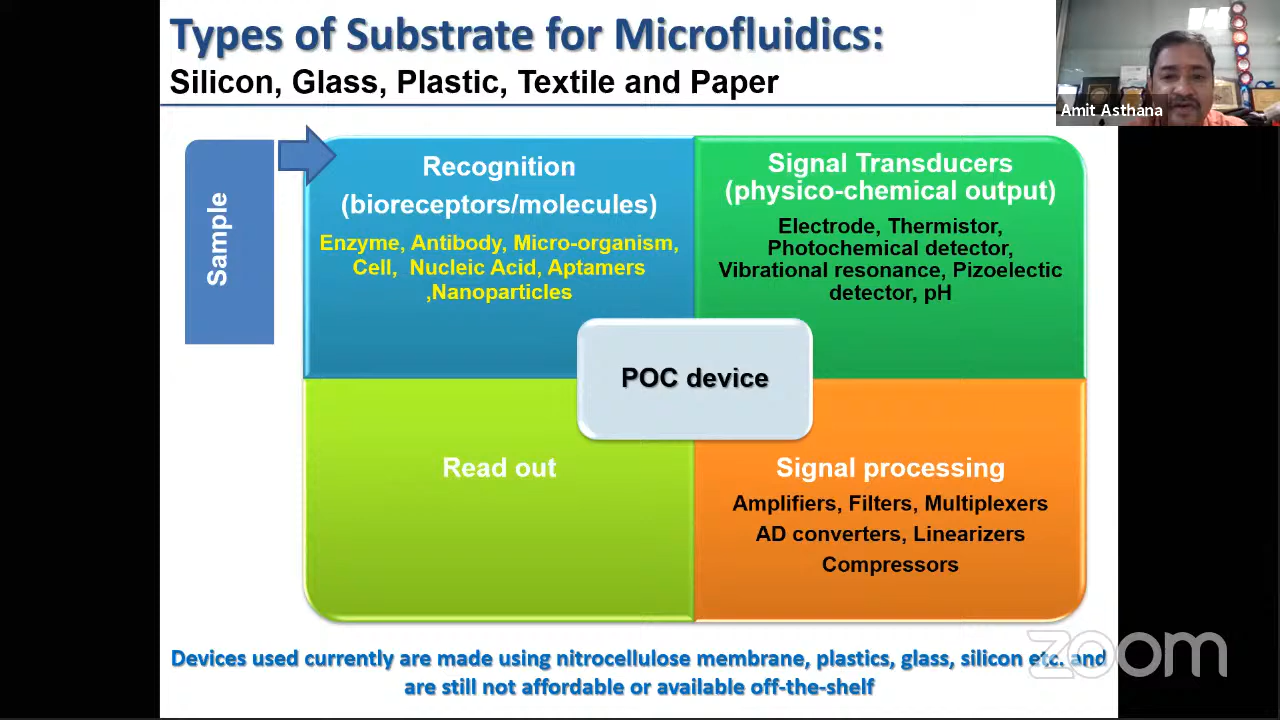 Types of Substrate for Microfluidics:
Silicon, Glass, Plastic, Textile and Paper
Amit Asthana
Sample
Recognition
(bioreceptors/molecules)
Enzyme, Antibody, Micro-organism,
Cell, Nucleic Acid, Aptamers
,Nanoparticles
Signal Transducers
(physico-chemical output)
Electrode, Thermistor,
Photochemical detector,
Vibrational resonance, Pizoelectic
detector, pH
POC device
Read out
Signal processing
Amplifiers, Filters, Multiplexers
AD converters, Linearizers
Compressors
Devices used currently are made using nitrocellulose membrane, plastics, glass, silicon etc. and
are still not affordable or available off-the-shelf
zoom